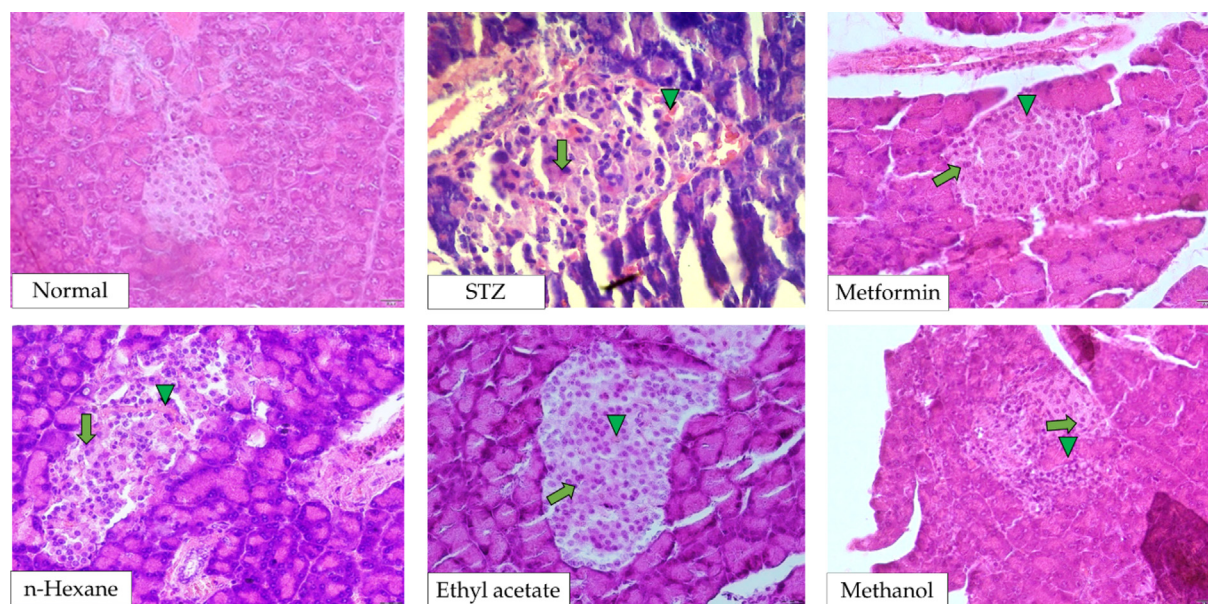 Normal
STZ
Metformin
n-Hexane
Ethyl acetate
Methanol